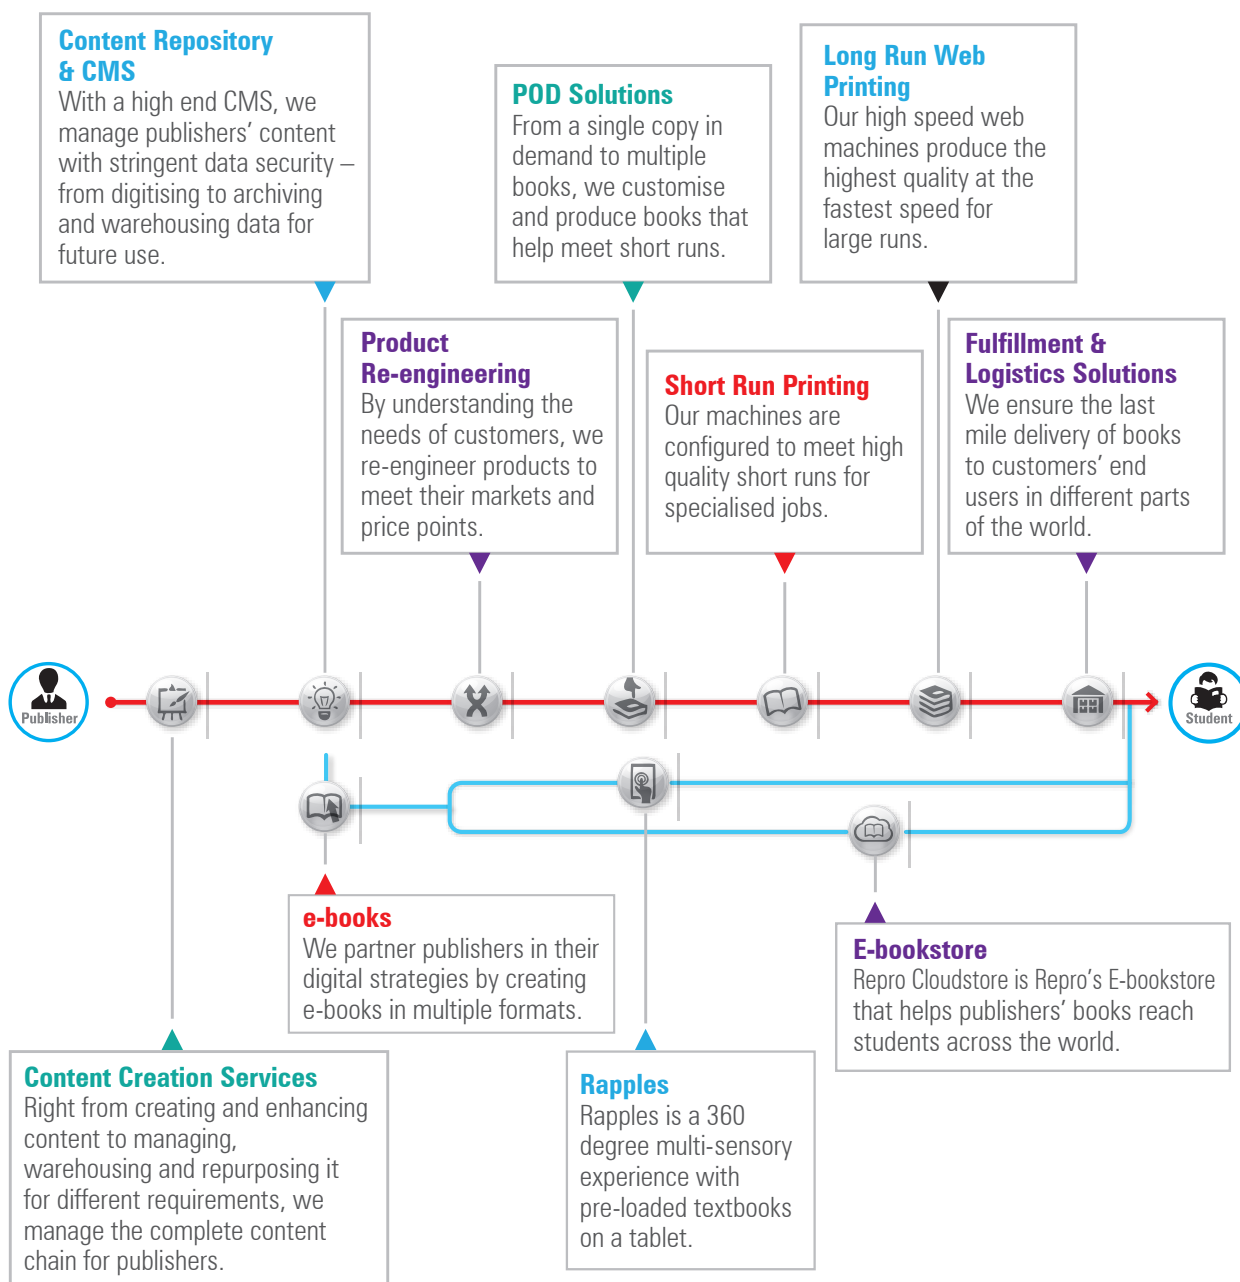 Content Repository
& CMS
With a high end CMS, we
manage publishers’ content
with stringent data security –
from digitising to archiving
and warehousing data for
future use.
POD Solutions
From a single copy in
demand to multiple
books, we customise
and produce books that
help meet short runs.
Long Run Web
Printing
Our high speed web
machines produce the
highest quality at the
fastest speed for
large runs.
Product
Re-engineering
By understanding the
needs of customers, we
re-engineer products to
meet their markets and
price points.
Short Run Printing
Our machines are
configured to meet high
quality short runs for
specialised jobs.
Fulfillment &
Logistics Solutions
We ensure the last
mile delivery of books
to customers’ end
users in different parts
of the world.
Publisher
Student
e-books
We partner publishers in their
digital strategies by creating
e-books in multiple formats.
E-bookstore
Repro Cloudstore is Repro’s E-bookstore
that helps publishers’ books reach
students across the world.
Content Creation Services
Right from creating and enhancing
content to managing,
warehousing and repurposing it
for different requirements, we
manage the complete content
chain for publishers.
Rapples
Rapples is a 360
degree multi-sensory
experience with
pre-loaded textbooks
on a tablet.